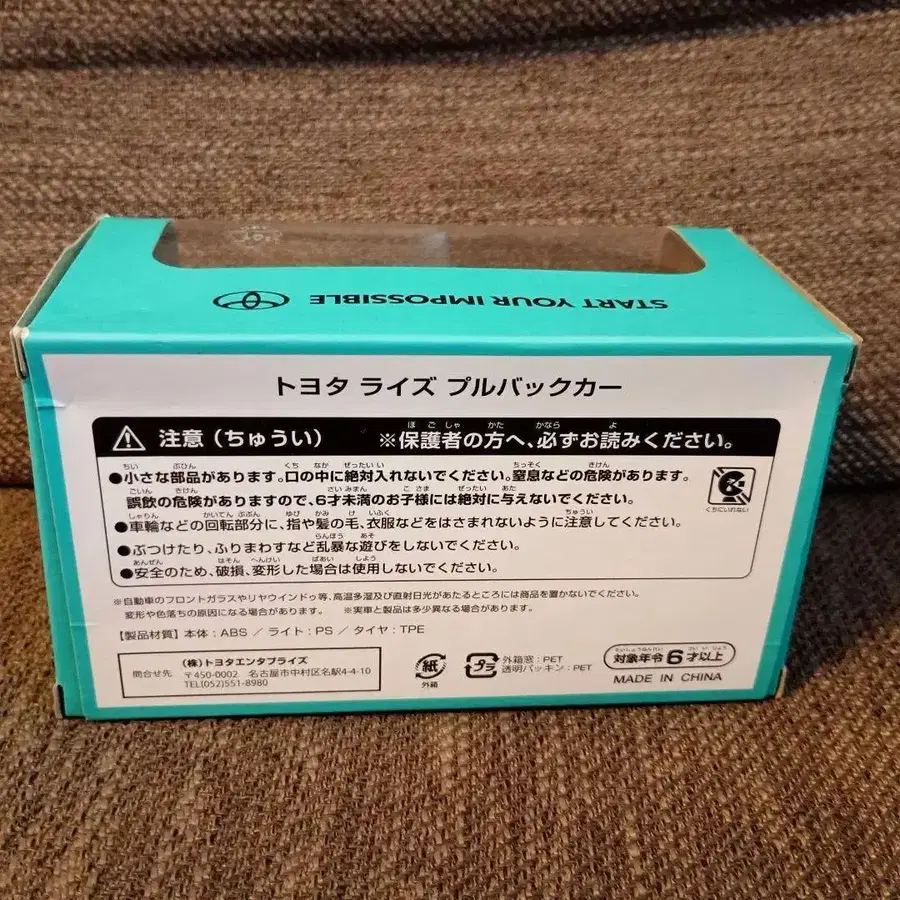 START YOUR IMPOSSIBLE
トヨタ ライズ プルバックカー
注意（ちゅうい） ※保護者の方へ、必ずお読みください。
●小さな部品があります。口の中に絶対入れないでください。窒息などの危険があります。
誤飲の危険がありますので、6才未満のお子様には絶対に与えないでください。
くちにいれない
●車輪などの回転部分に、指や髪の毛、衣服などをはさまれないように注意してください。
●ぶつけたり、ふりまわすなど乱暴な遊びをしないでください。
●安全のため、破損、変形した場合は使用しないでください。
※自動車のフロントガラスやリヤウインドゥ等、高温多湿及び直射日光があたるところには商品を置かないでください。
変形や色落ちの原因になる場合があります。 ※実車と製品は多少異なる場合があります。
【製品材質】本体：ABS ／ ライト：PS ／ タイヤ：TPE
問合せ先
（株）トヨタエンタプライズ
〒450-0002 名古屋市中村区名駅4-4-10
TEL(052)551-8980
紙
外箱
プラ
外箱窓：PET
透明パッキン：PET
対象年令6才以上
MADE IN CHINA